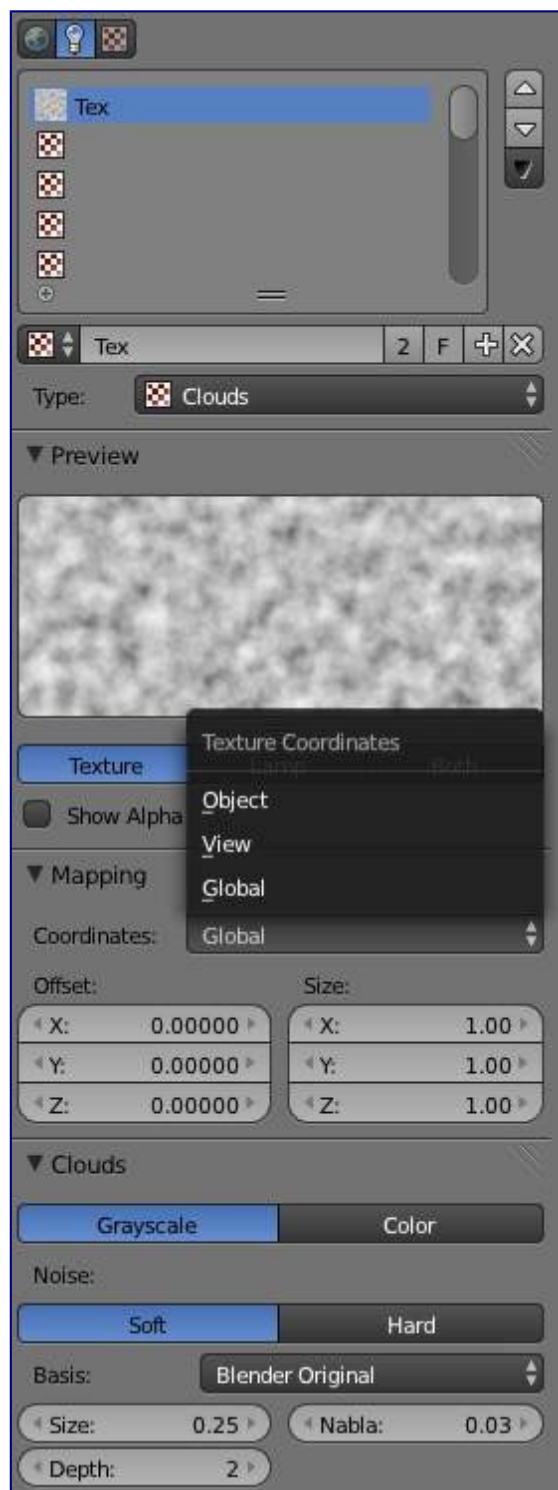 Tex
Tex 2 F
Type: Clouds
Preview
Texture Lamp Both
Show Alpha
Texture Coordinates
Object
View
Global
Mapping
Coordinates: Global
Offset: Size:
X: 0.00000 X: 1.00
Y: 0.00000 Y: 1.00
Z: 0.00000 Z: 1.00
Clouds
Grayscale Color
Noise:
Soft Hard
Basis: Blender Original
Size: 0.25 Nabla: 0.03
Depth: 2